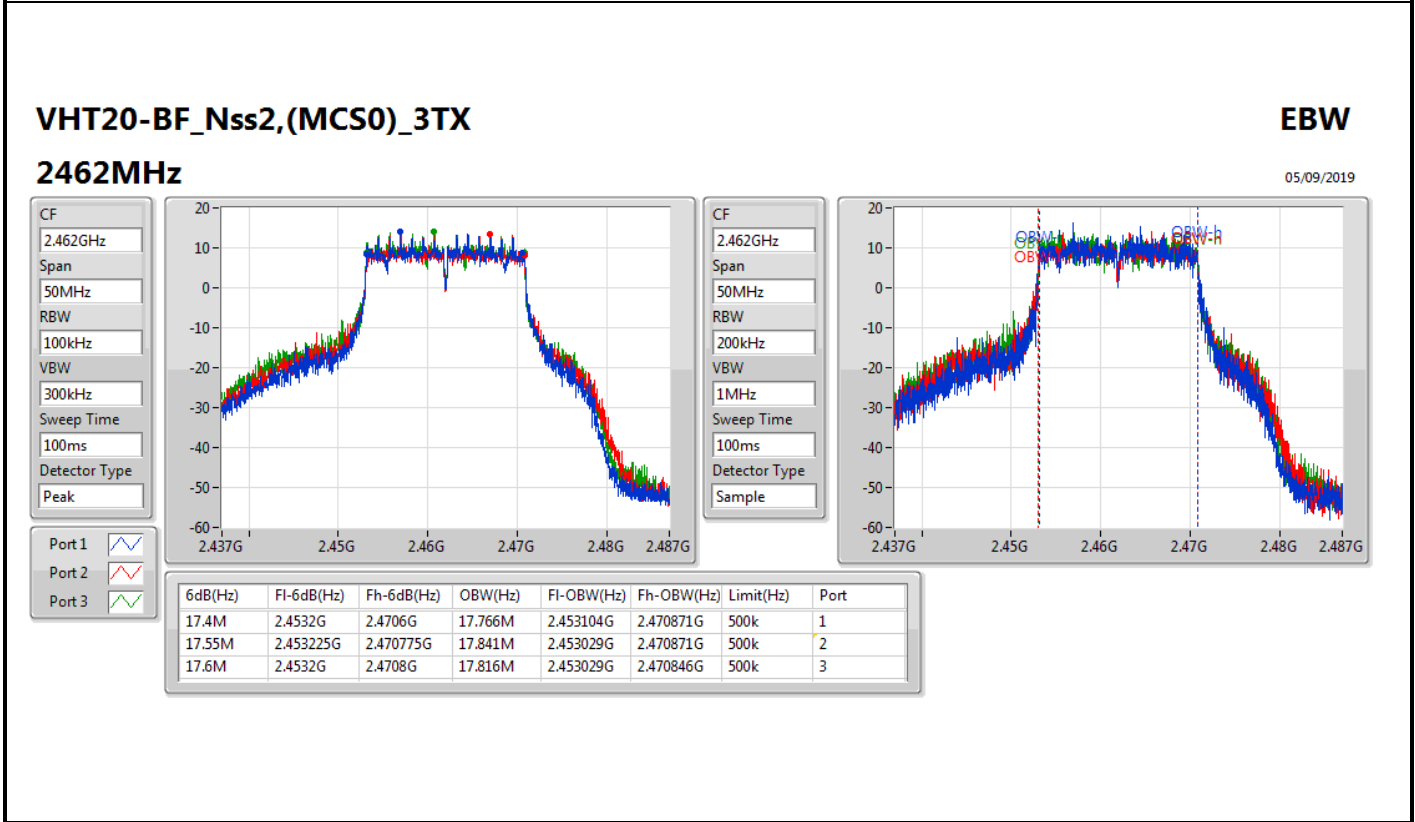 VHT20-BF_Nss2,(MCS0)_3TX
EBW
2462MHz
05/09/2019
CF
2.462GHz
Span
50MHz
RBW
100kHz
VBW
300kHz
Sweep Time
100ms
Detector Type
Peak
20
10
0
-10
-20
-30
-40
-50
-60
2.437G 2.45G 2.46G 2.47G 2.48G 2.487G
CF
2.462GHz
Span
50MHz
RBW
200kHz
VBW
1MHz
Sweep Time
100ms
Detector Type
Sample
20
10
0
-10
-20
-30
-40
-50
-60
OBW-h
OBW-h
2.437G 2.45G 2.46G 2.47G 2.48G 2.487G
Port 1
Port 2
Port 3
6dB(Hz) Fl-6dB(Hz) Fh-6dB(Hz) OBW(Hz) Fl-OBW(Hz) Fh-OBW(Hz) Limit(Hz) Port
17.4M 2.4532G 2.4706G 17.766M 2.453104G 2.470871G 500k 1
17.55M 2.453225G 2.470775G 17.841M 2.453029G 2.470871G 500k 2
17.6M 2.4532G 2.4708G 17.816M 2.453029G 2.470846G 500k 3